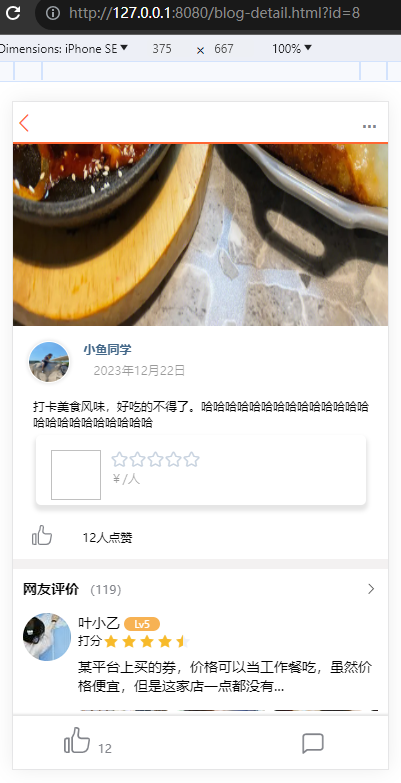 http://127.0.0.1:8080/blog-detail.html?id=8
Dimensions: iPhone SE 375 × 667 100%
小鱼同学
2023年12月22日
打卡美食风味，好吃的不得了。哈哈哈哈哈哈哈哈哈哈哈哈哈哈
哈哈哈哈哈哈哈哈哈哈
￥/人
12人点赞
网友评价 （119）
叶小乙 Lv5
打分
某平台上买的券，价格可以当工作餐吃，虽然价
格便宜，但是这家店一点都没有...
12